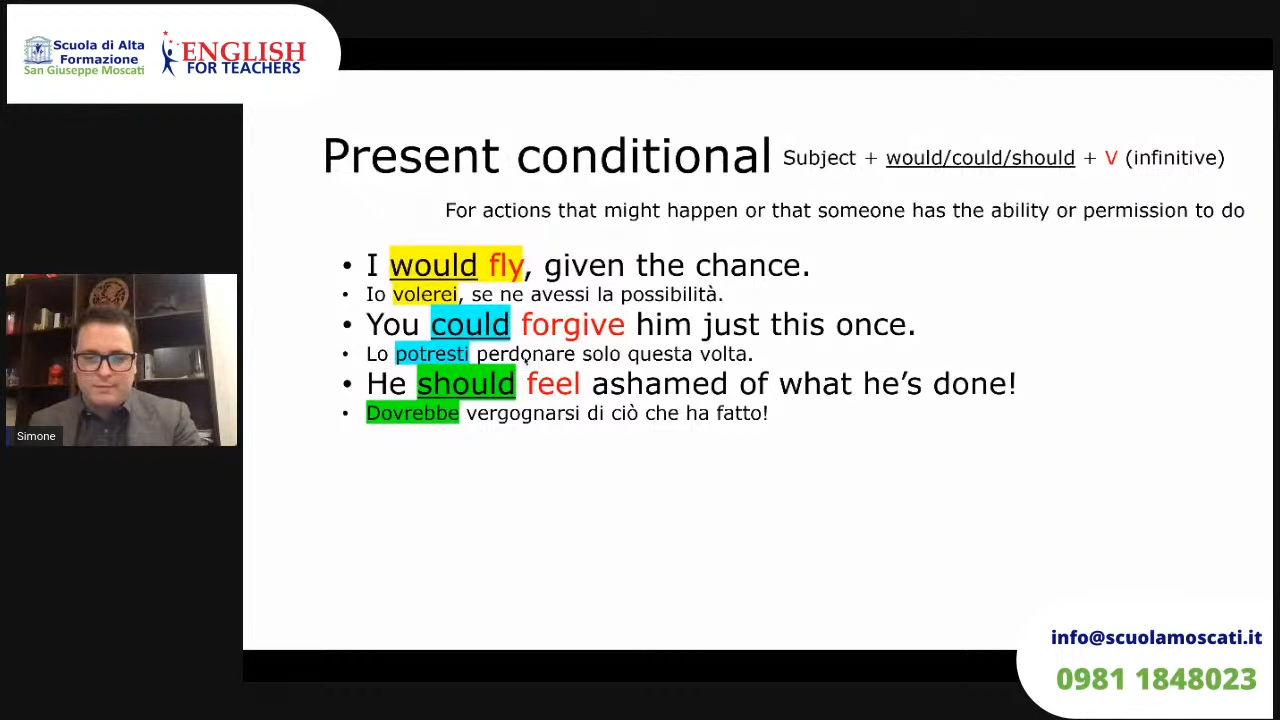 Scuola di Alta
Formazione
San Giuseppe Moscati
ENGLISH
FOR TEACHERS
Present conditional Subject + would/could/should + V (infinitive)
For actions that might happen or that someone has the ability or permission to do
• I would fly, given the chance.
• Io volerei, se ne avessi la possibilità.
• You could forgive him just this once.
• Lo potresti perdonare solo questa volta.
• He should feel ashamed of what he’s done!
• Dovrebbe vergognarsi di ciò che ha fatto!
Simone
info@scuolamoscati.it
0981 1848023